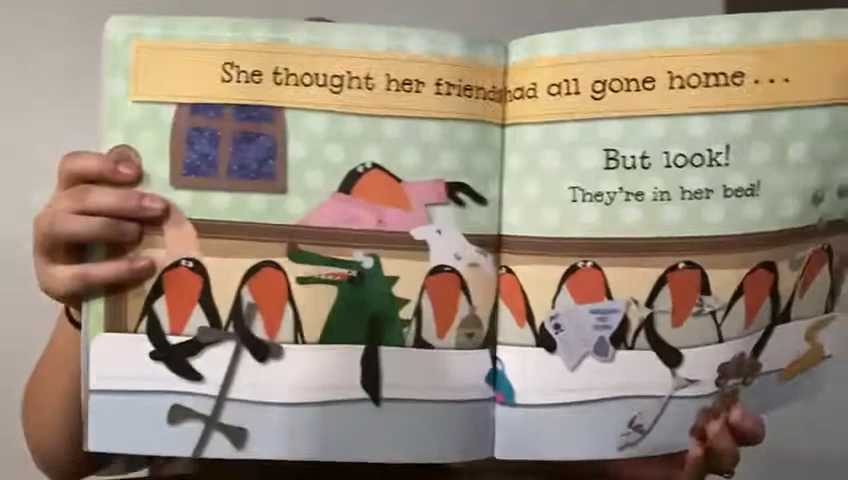 She thought her friends had all gone home...
But look!
They're in her bed!